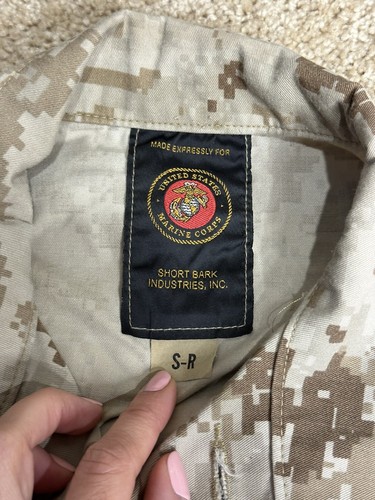 MADE EXPRESSLY FOR
UNITED STATES
MARINE CORPS
SHORT BARK
INDUSTRIES, INC.
S-R